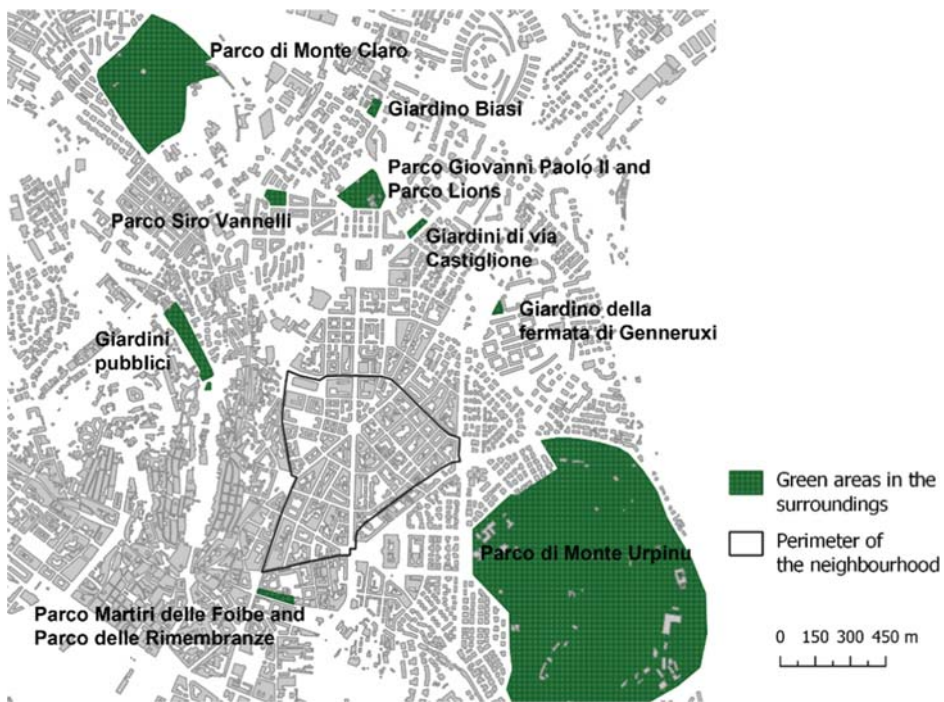 Parco di Monte Claro
Giardino Biasi
Parco Giovanni Paolo II and
Parco Lions
Parco Siro Vannelli
Giardini di via
Castiglione
Giardino della
fermata di Genneruxi
Giardini
pubblici
Green areas in the
surroundings
Perimeter of
the neighbourhood
Parco di Monte Urpinu
Parco Martiri delle Foibe and
Parco delle Rimembranze
0 150 300 450 m